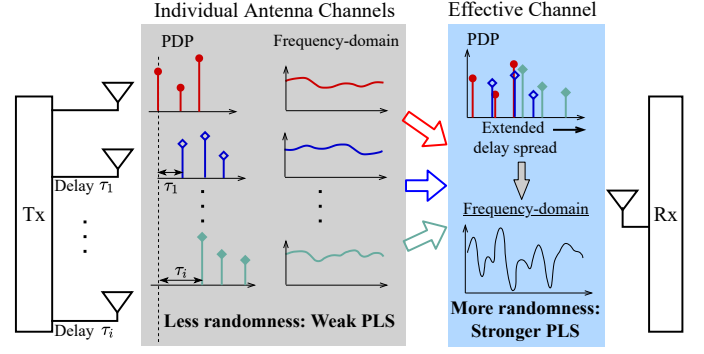 Individual Antenna Channels
Effective Channel
PDP
Frequency-domain
PDP
Tx
Delay τ1
τ1
Extended
delay spread
Frequency-domain
Rx
τi
Delay τi
Less randomness: Weak PLS
More randomness:
Stronger PLS